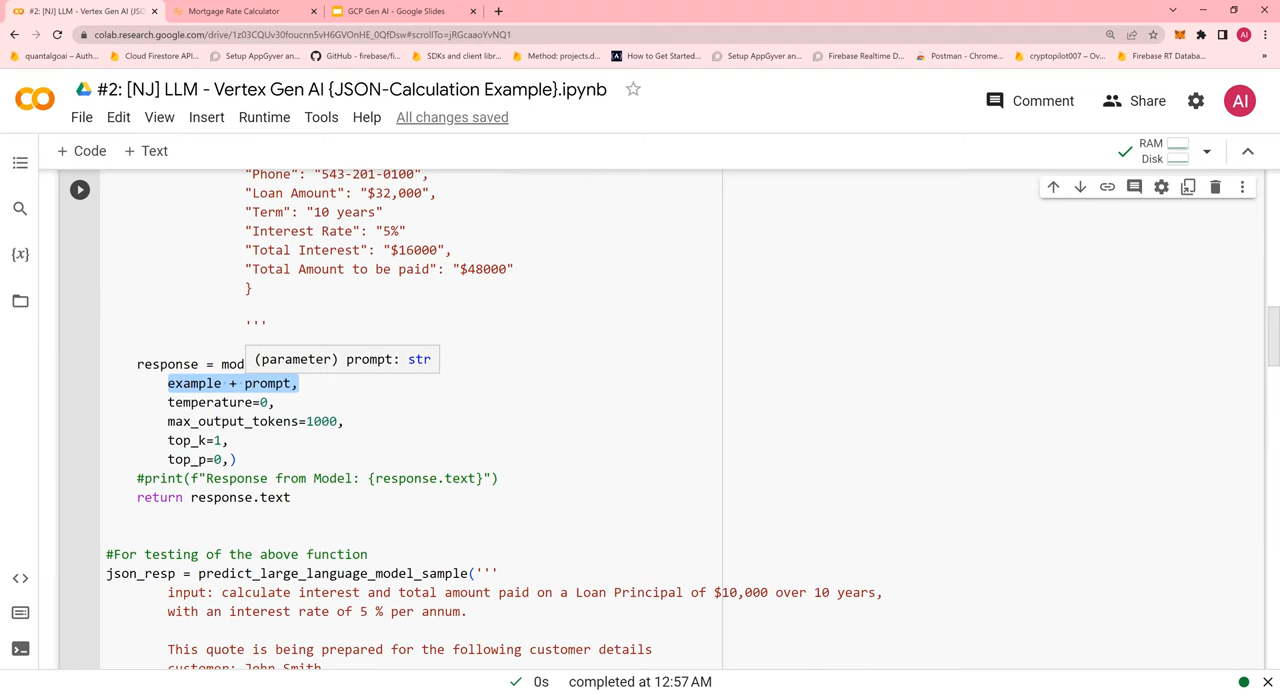 #2: [NJ] LLM - Vertex Gen AI {JSON
Mortgage Rate Calculator
GCP Gen AI - Google Slides
colab.research.google.com/drive/1z03CQUv30foucnn5vH6GVOnHE_0QfDsw#scrollTo=jRGcaaoYvNQ1
quantalgoai – Auth... Cloud Firestore API... Setup AppGyver an... GitHub - firebase/fi... SDKs and client libr... Method: projects.d... How to Get Started... Setup AppGyver an... Firebase Realtime D... Postman - Chrome... cryptopilot007 – Ov... Firebase RT Databa... »
CO #2: [NJ] LLM - Vertex Gen AI {JSON-Calculation Example}.ipynb
Comment Share AI
File Edit View Insert Runtime Tools Help All changes saved
+ Code + Text
RAM
Disk
"Phone": "543-201-0100",
"Loan Amount": "$32,000",
"Term": "10 years"
"Interest Rate": "5%"
"Total Interest": "$16000",
"Total Amount to be paid": "$48000"
}
'''
response = mod
(parameter) prompt: str
example + prompt,
temperature=0,
max_output_tokens=1000,
top_k=1,
top_p=0,)
#print(f"Response from Model: {response.text}")
return response.text
#For testing of the above function
json_resp = predict_large_language_model_sample('''
input: calculate interest and total amount paid on a Loan Principal of $10,000 over 10 years,
with an interest rate of 5 % per annum.
This quote is being prepared for the following customer details
customer: John Smith
0s completed at 12:57 AM